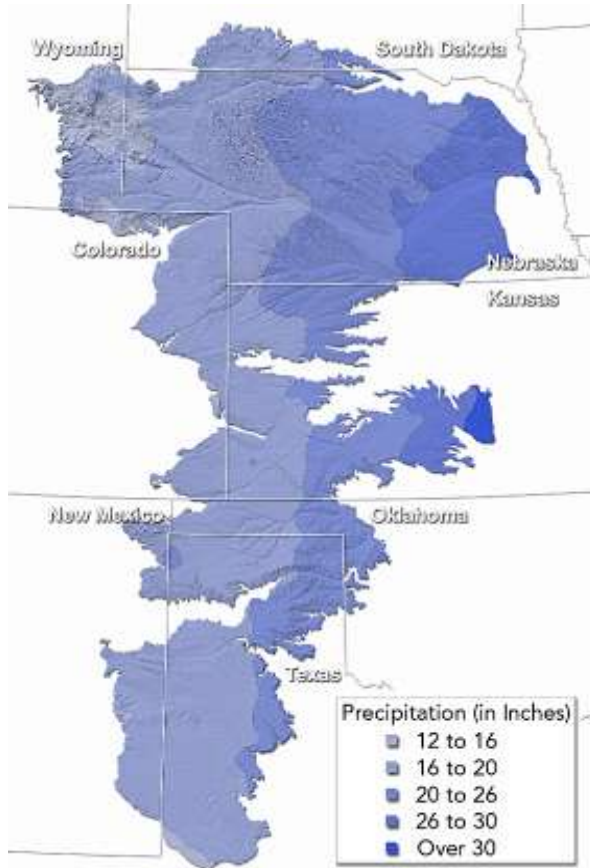 Wyoming
South Dakota
Colorado
Nebraska
Kansas
New Mexico
Oklahoma
Texas
Precipitation (in Inches)
12 to 16
16 to 20
20 to 26
26 to 30
Over 30